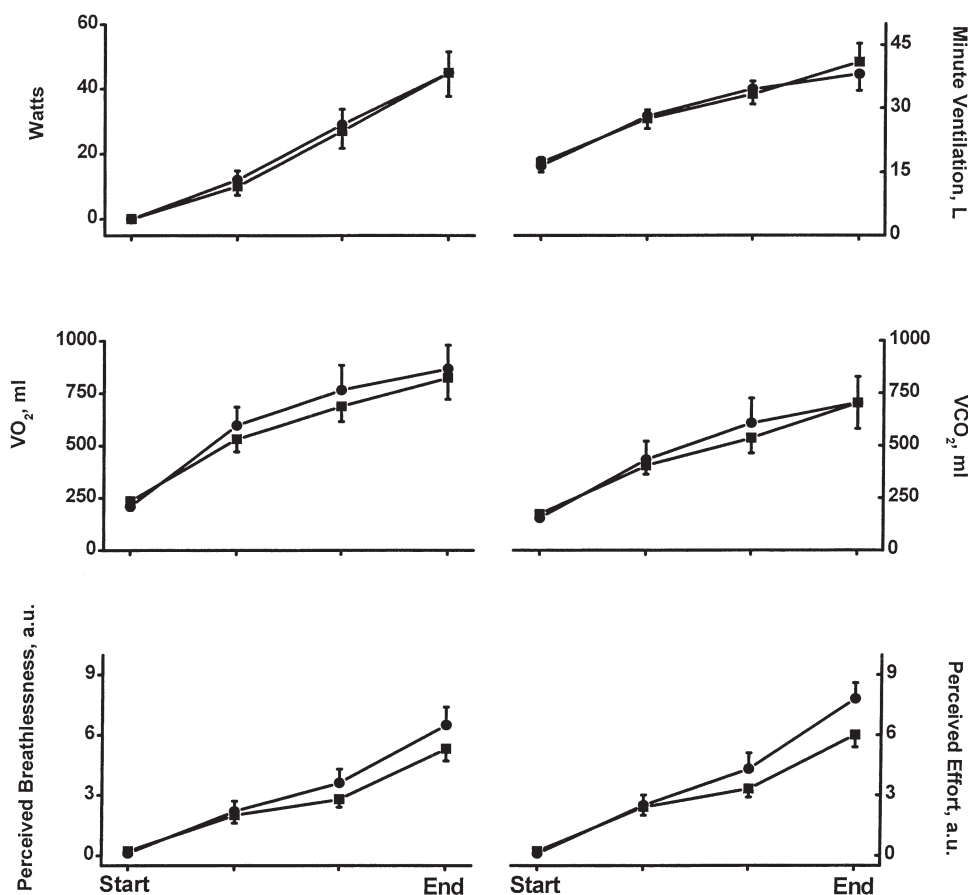 Watts
60
40
20
0
Minute Ventilation, L
45
30
15
0
VO2, ml
1000
750
500
250
0
VCO2, ml
1000
750
500
250
0
Perceived Breathlessness, a.u.
9
6
3
0
Start
End
Perceived Effort, a.u.
9
6
3
0
Start
End